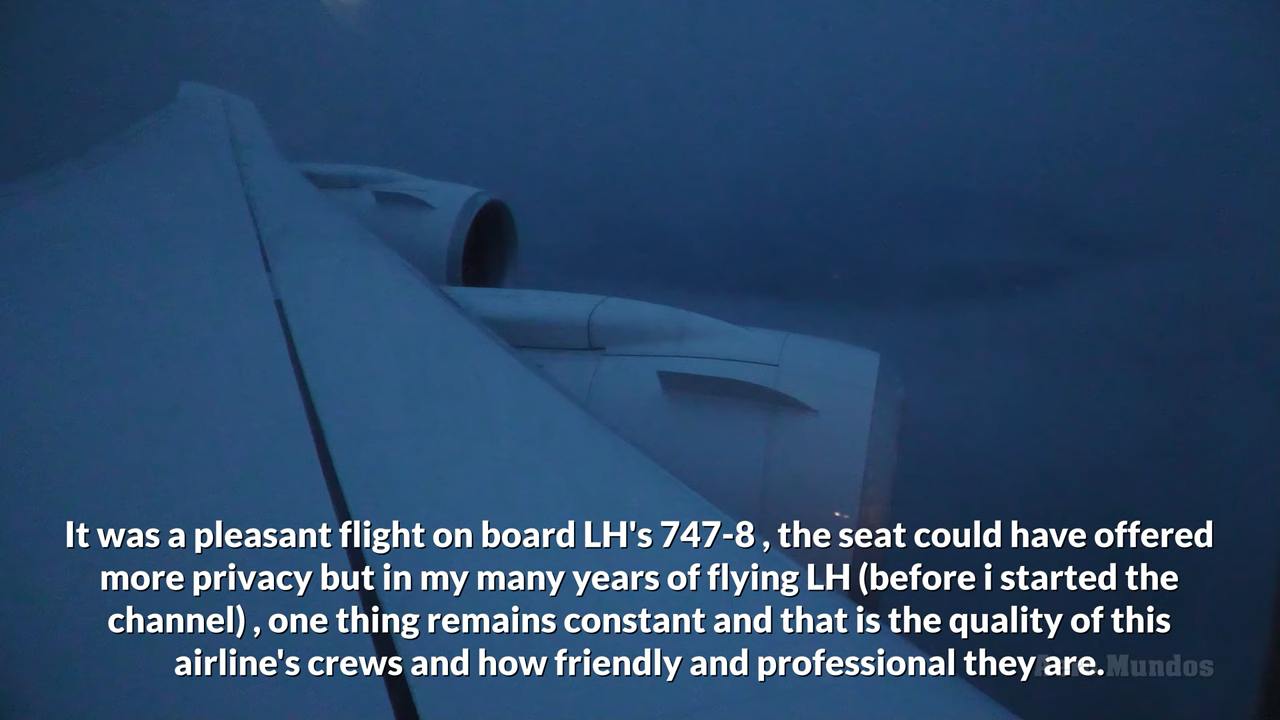 It was a pleasant flight on board LH's 747-8 , the seat could have offered
more privacy but in my many years of flying LH (before i started the
channel) , one thing remains constant and that is the quality of this
airline's crews and how friendly and professional they are.
Mundos